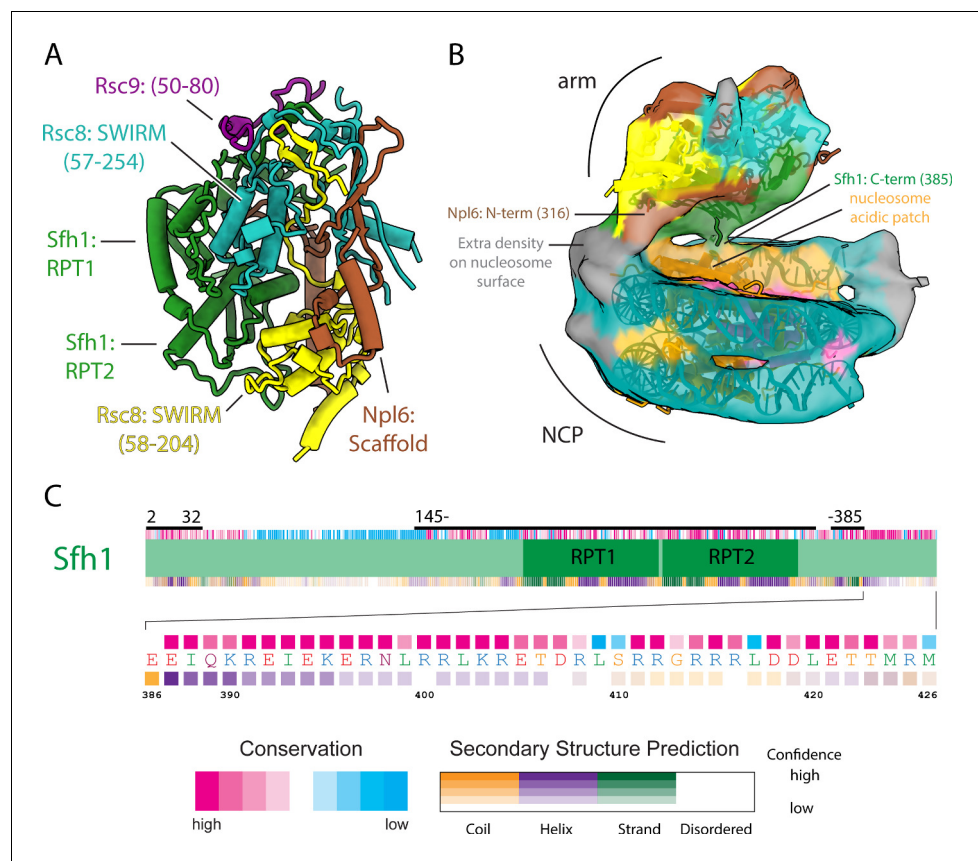 A
Rsc9: (50-80)
Rsc8: SWIRM
(57-254)
Sfh1:
RPT1
Sfh1:
RPT2
Rsc8: SWIRM
(58-204)
Npl6:
Scaffold
B
arm
Sfh1: C-term (385)
nucleosome
acidic patch
Npl6: N-term (316)
Extra density
on nucleosome
surface
NCP
C
2 32 145- -385
Sfh1 RPT1 RPT2
E E I Q K R E I E K E R N L R R L K R E T D R L S R R G R R R L D D L E T T M R M
386 390 400 410 420 426
Conservation
high low
Secondary Structure Prediction
Confidence
high
low
Coil Helix Strand Disordered